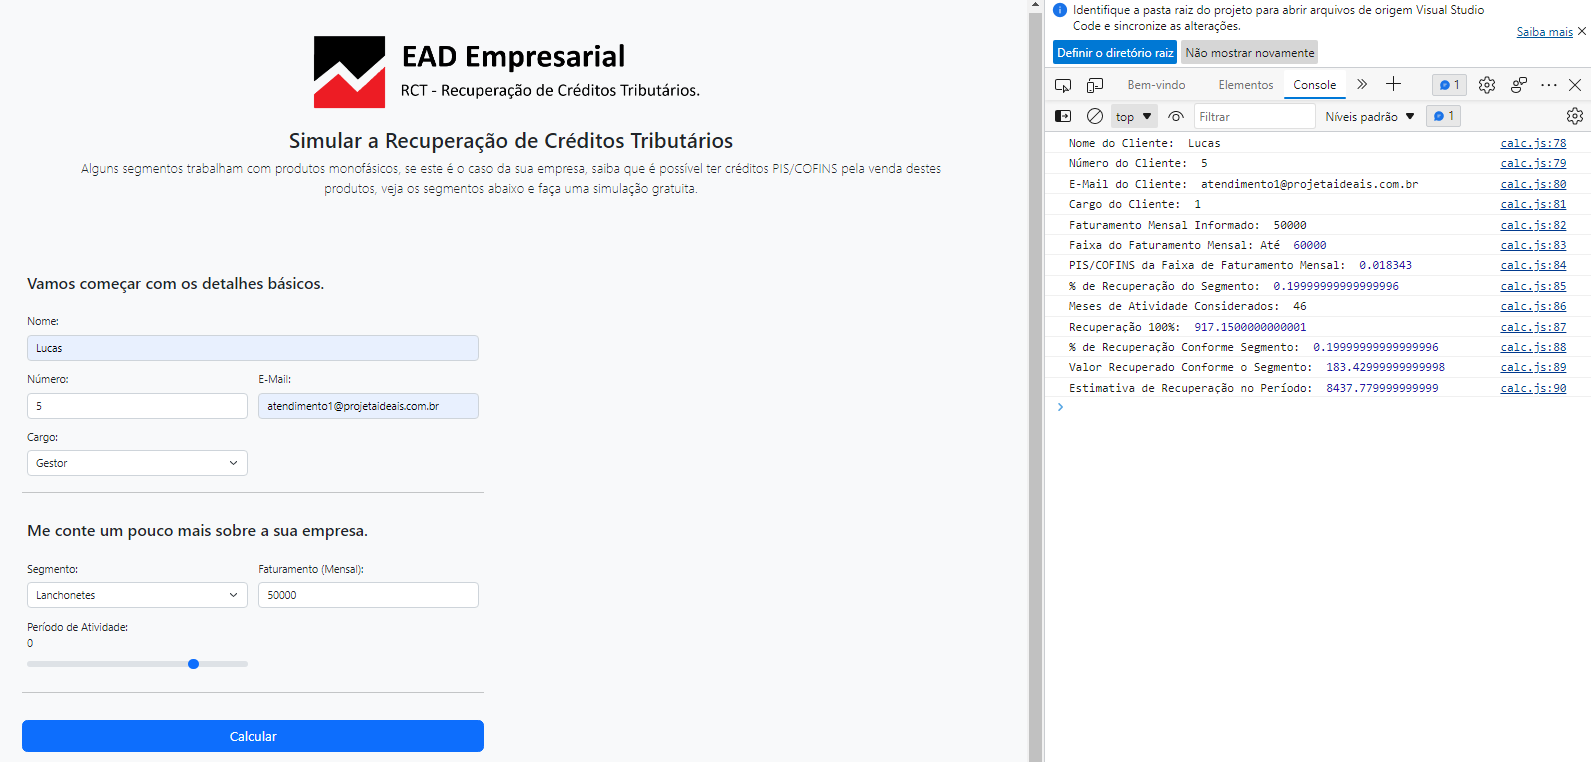 EAD Empresarial
RCT - Recuperação de Créditos Tributários.
Simular a Recuperação de Créditos Tributários
Alguns segmentos trabalham com produtos monofásicos, se este é o caso da sua empresa, saiba que é possível ter créditos PIS/COFINS pela venda destes
produtos, veja os segmentos abaixo e faça uma simulação gratuita.
Vamos começar com os detalhes básicos.
Nome:
Lucas
Número: E-Mail:
5 atendimento1@projetaideais.com.br
Cargo:
Gestor
Me conte um pouco mais sobre a sua empresa.
Segmento: Faturamento (Mensal):
Lanchonetes 50000
Período de Atividade:
0
Calcular
Identifique a pasta raiz do projeto para abrir arquivos de origem Visual Studio
Code e sincronize as alterações.
Saiba mais
Definir o diretório raiz Não mostrar novamente
Bem-vindo Elementos Console 1
top Filtrar Níveis padrão 1
Nome do Cliente: Lucas calc.js:78
Número do Cliente: 5 calc.js:79
E-Mail do Cliente: atendimento1@projetaideais.com.br calc.js:80
Cargo do Cliente: 1 calc.js:81
Faturamento Mensal Informado: 50000 calc.js:82
Faixa do Faturamento Mensal: Até 60000 calc.js:83
PIS/COFINS da Faixa de Faturamento Mensal: 0.018343 calc.js:84
% de Recuperação do Segmento: 0.19999999999999996 calc.js:85
Meses de Atividade Considerados: 46 calc.js:86
Recuperação 100%: 917.1500000000001 calc.js:87
% de Recuperação Conforme Segmento: 0.19999999999999996 calc.js:88
Valor Recuperado Conforme o Segmento: 183.42999999999998 calc.js:89
Estimativa de Recuperação no Período: 8437.779999999999 calc.js:90